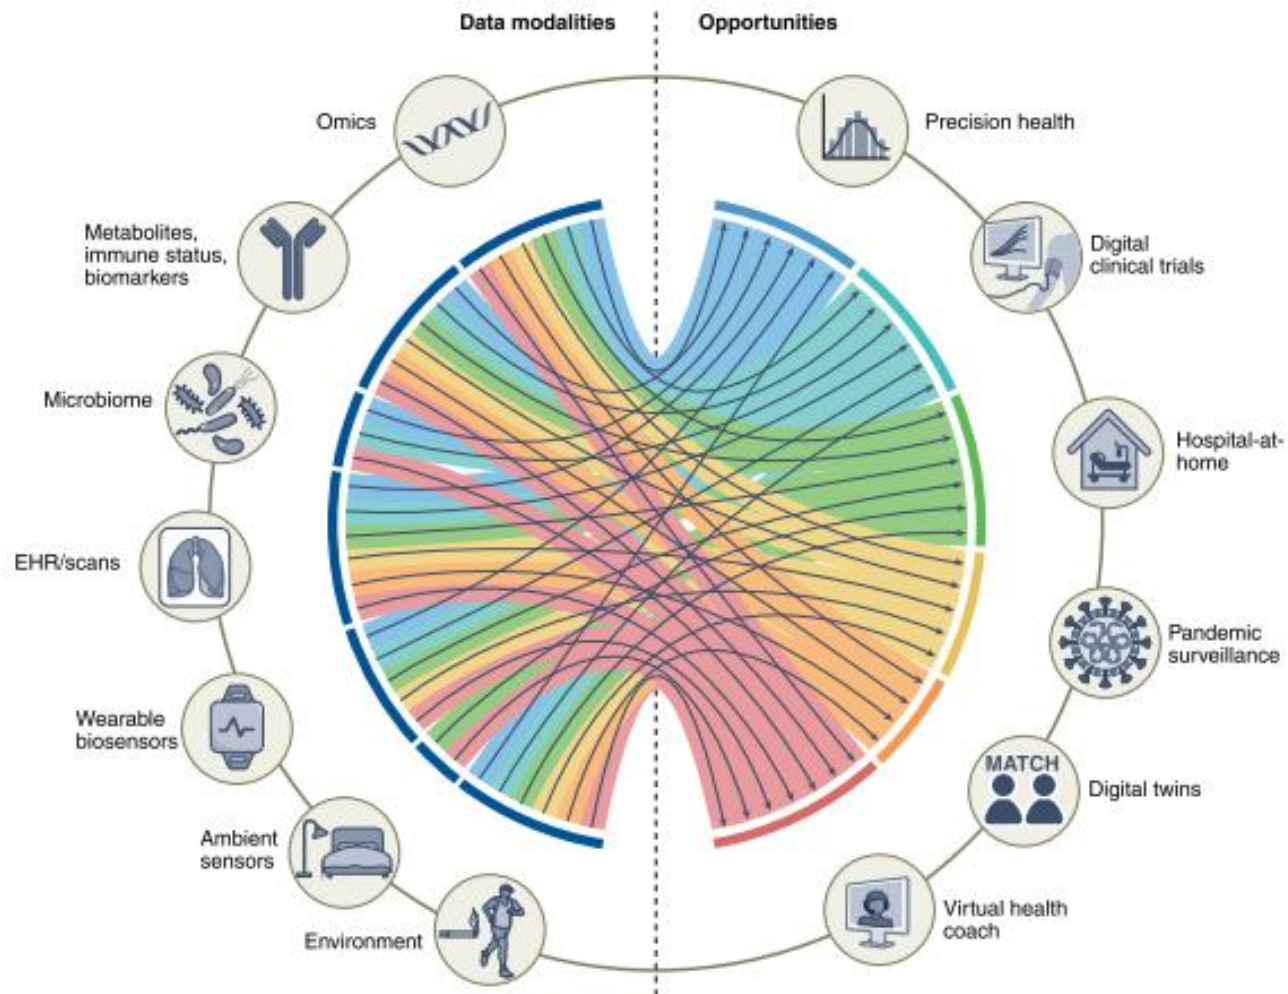 Data modalities
Opportunities
Omics
Precision health
Metabolites,
immune status,
biomarkers
Digital
clinical trials
Microbiome
Hospital-at-
home
EHR/scans
Pandemic
surveillance
Wearable
biosensors
MATCH
Digital twins
Ambient
sensors
Virtual health
coach
Environment